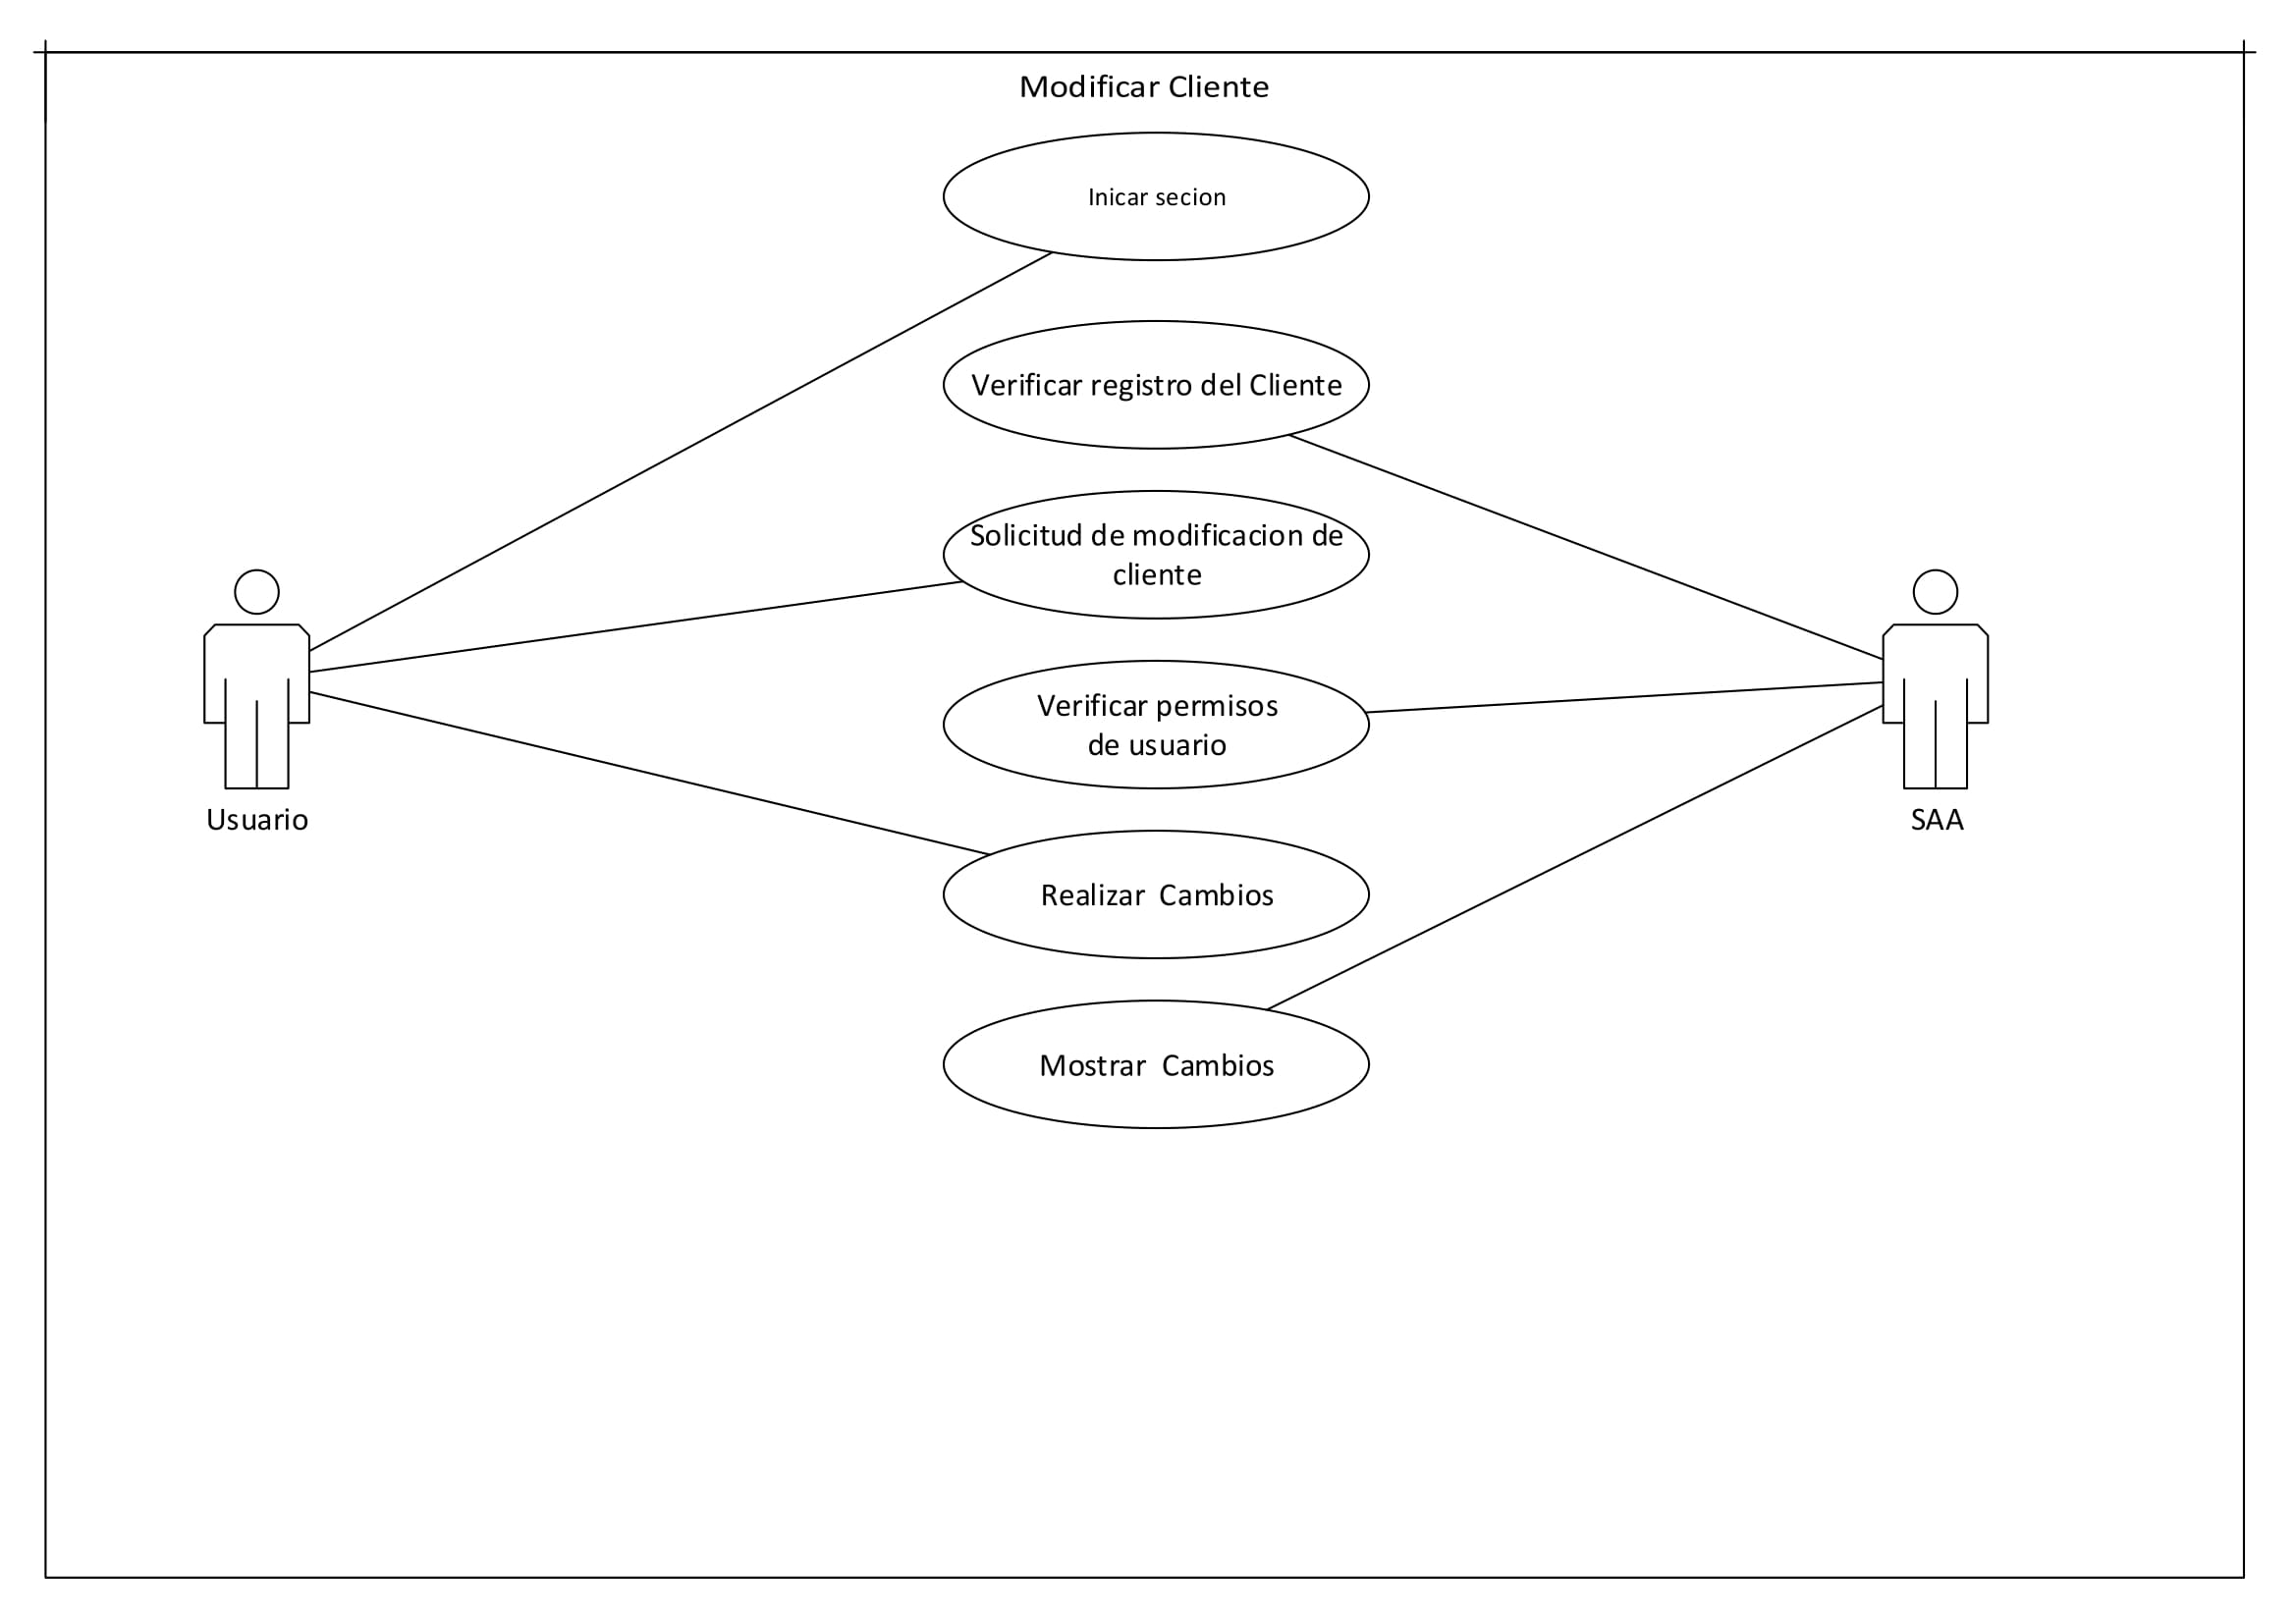 Modificar Cliente
Inicar secion
Verificar registro del Cliente
Solicitud de modificacion de
cliente
Verificar permisos
de usuario
Usuario
SAA
Realizar  Cambios
Mostrar  Cambios